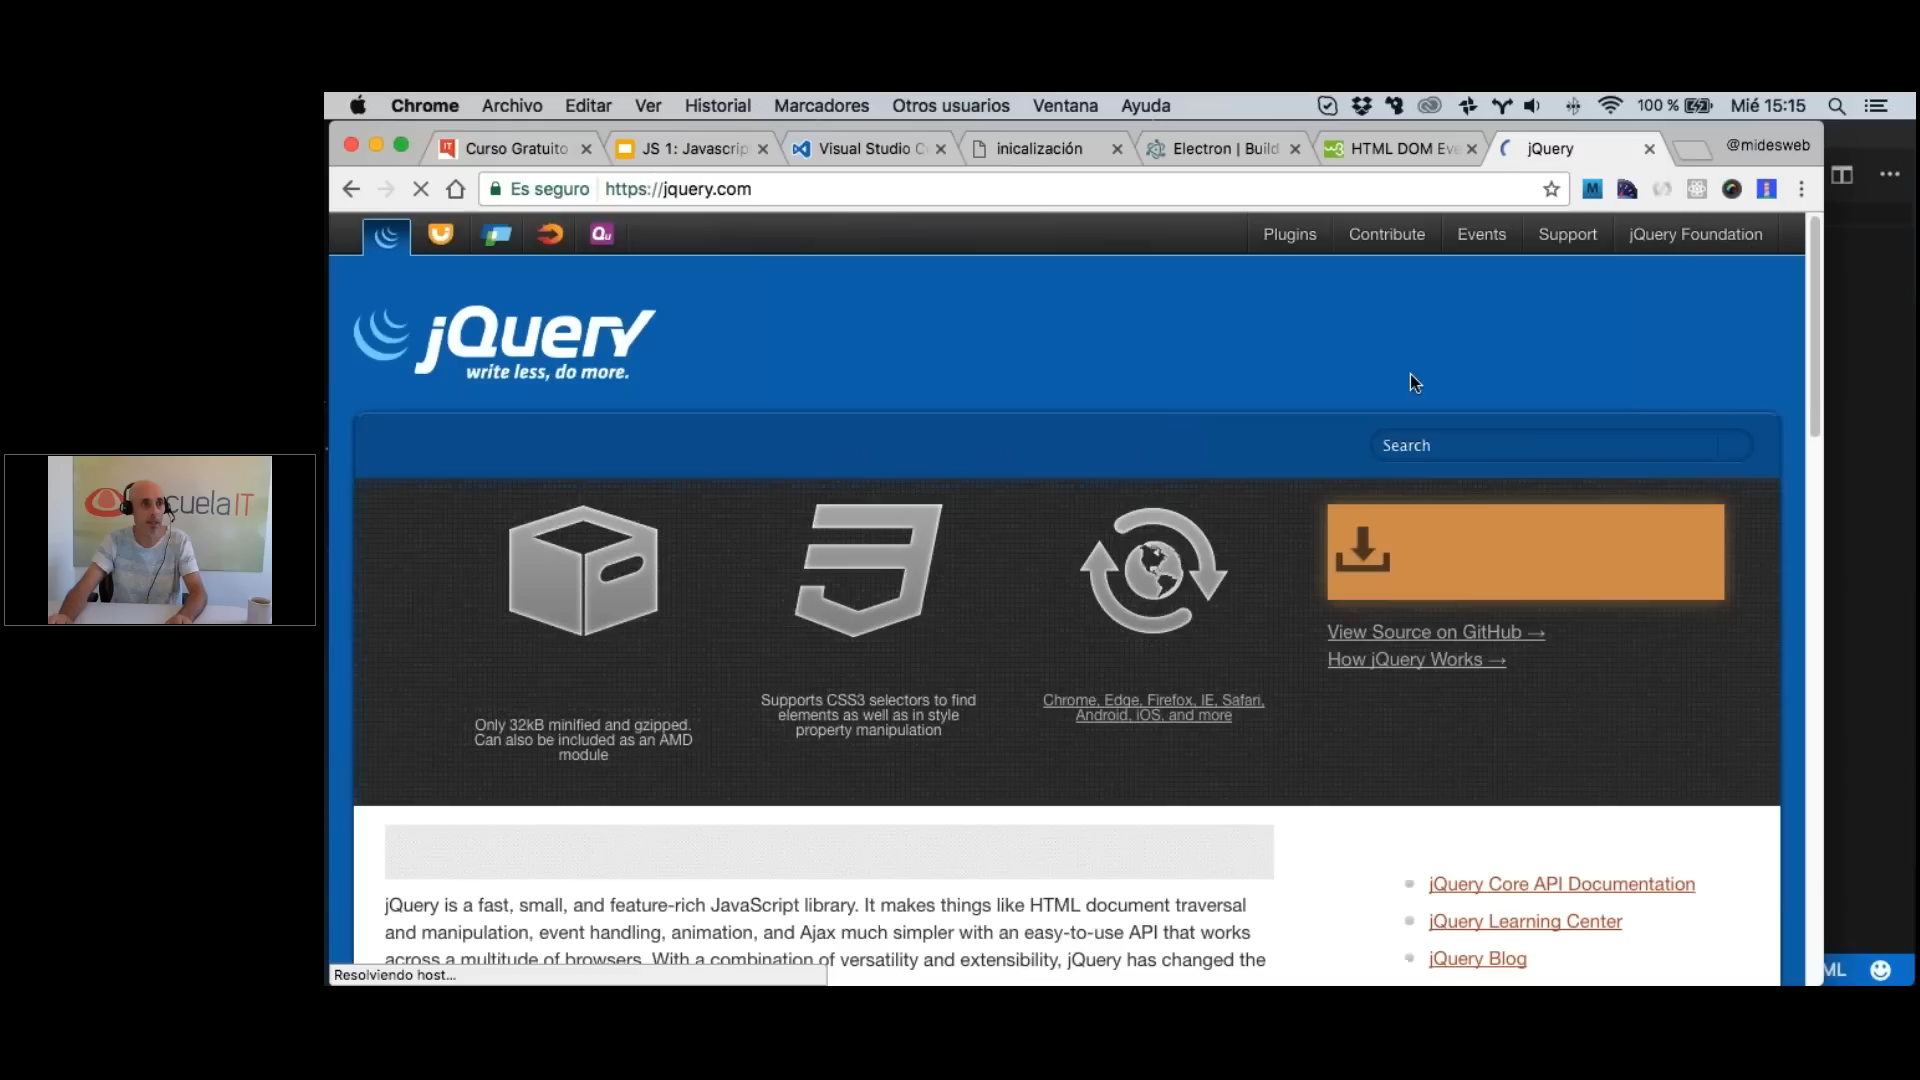 Chrome Archivo Editar Ver Historial Marcadores Otros usuarios Ventana Ayuda 100 % Mié 15:15
Curso Gratuito JS 1: Javascrip Visual Studio C inicalización Electron | Build HTML DOM Eve jQuery @midesweb
Es seguro https://jquery.com
Plugins Contribute Events Support jQuery Foundation
jQuery
write less, do more.
Search
cuelaIT
View Source on GitHub →
How jQuery Works →
Only 32kB minified and gzipped.
Can also be included as an AMD
module
Supports CSS3 selectors to find
elements as well as in style
property manipulation
Chrome, Edge, Firefox, IE, Safari,
Android, iOS, and more
jQuery is a fast, small, and feature-rich JavaScript library. It makes things like HTML document traversal
and manipulation, event handling, animation, and Ajax much simpler with an easy-to-use API that works
across a multitude of browsers. With a combination of versatility and extensibility, jQuery has changed the
jQuery Core API Documentation
jQuery Learning Center
jQuery Blog
Resolviendo host...
ML